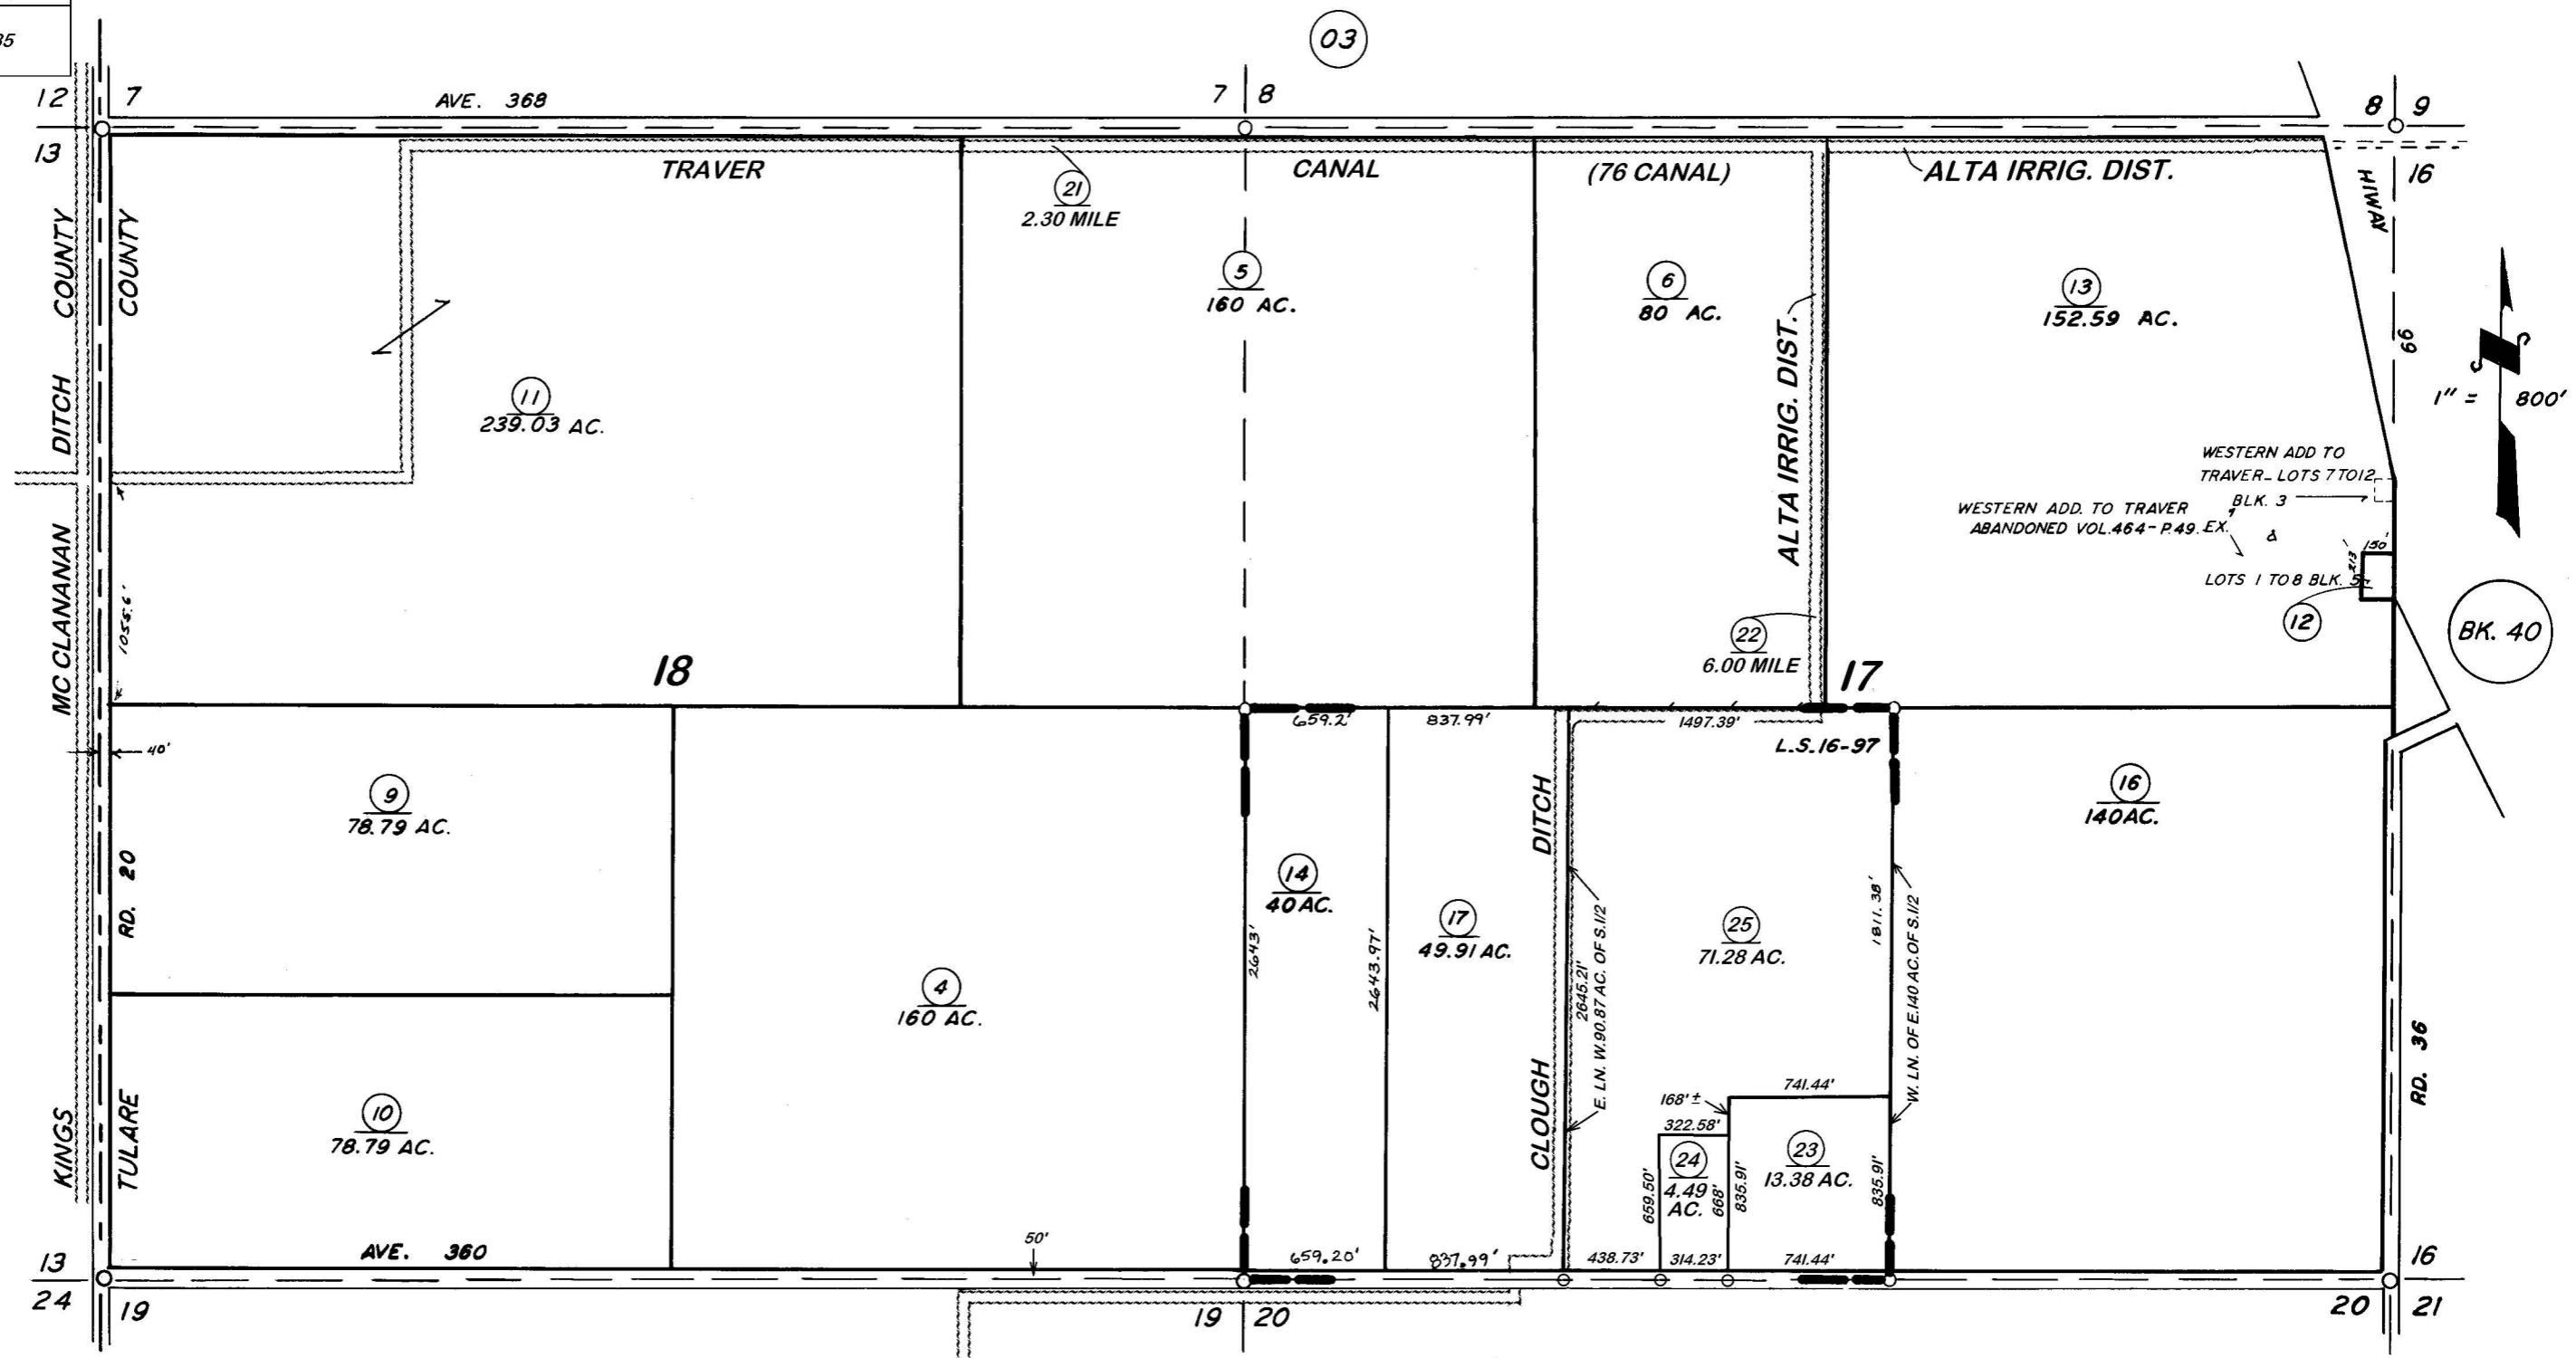 35
03
12
7
AVE. 368
7
8
8
9
13
TRAVER
CANAL
(76 CANAL)
ALTA IRRIG. DIST.
16
HIWAY
99
21
2.30 MILE
COUNTY
COUNTY
5
160 AC.
6
80 AC.
13
152.59 AC.
ALTA IRRIG. DIST.
1" = 800'
DITCH
11
239.03 AC.
WESTERN ADD TO
TRAVER_ LOTS 7 TO 12
BLK. 3
WESTERN ADD. TO TRAVER
ABANDONED VOL.464-P.49. EX.
&
150'
213'
LOTS 1 TO 8 BLK. 5
12
BK. 40
MC CLANANAN
1055.6'
22
6.00 MILE
18
17
659.2'
837.99'
1497.39'
L.S.16-97
40'
9
78.79 AC.
RD. 20
16
140 AC.
DITCH
14
40 AC.
17
49.91 AC.
25
71.28 AC.
1811.38'
W. LN. OF E.140 AC. OF S.1/2
2643'
2643.97'
2645.21'
E. LN. W.90.87 AC. OF S.1/2
4
160 AC.
RD. 36
CLOUGH
KINGS
TULARE
10
78.79 AC.
741.44'
168' ±
322.58'
24
4.49
AC.
659.50'
668'
835.91'
23
13.38 AC.
835.91'
AVE. 360
50'
659.20'
837.99'
438.73'
314.23'
741.44'
13
16
24
19
19
20
20
21